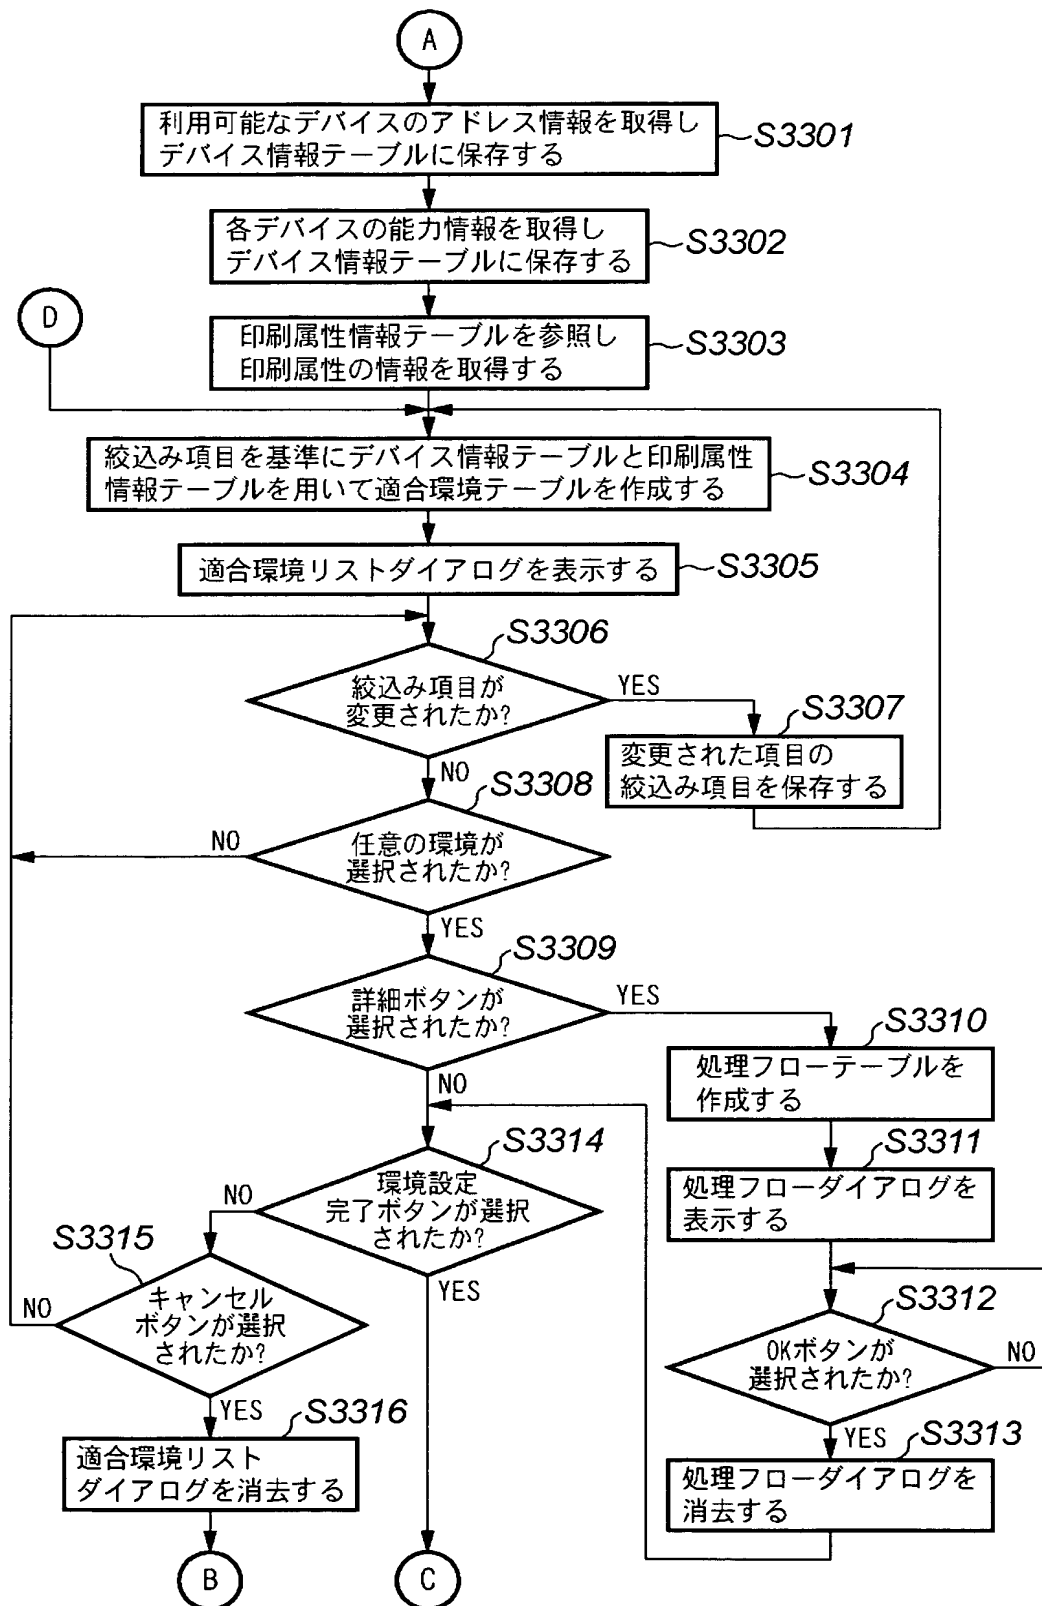 A
利用可能なデバイスのアドレス情報を取得し
デバイス情報テーブルに保存する
S3301
各デバイスの能力情報を取得し
デバイス情報テーブルに保存する
S3302
D
印刷属性情報テーブルを参照し
印刷属性の情報を取得する
S3303
絞込み項目を基準にデバイス情報テーブルと印刷属性
情報テーブルを用いて適合環境テーブルを作成する
S3304
適合環境リストダイアログを表示する
S3305
S3306
絞込み項目が
変更されたか?
YES
NO
S3307
変更された項目の
絞込み項目を保存する
S3308
任意の環境が
選択されたか?
NO
YES
S3309
詳細ボタンが
選択されたか?
YES
NO
S3310
処理フローテーブルを
作成する
S3311
処理フローダイアログを
表示する
S3314
環境設定
完了ボタンが選択
されたか?
NO
YES
S3315
キャンセル
ボタンが選択
されたか?
NO
YES
S3312
OKボタンが
選択されたか?
NO
YES
S3316
適合環境リスト
ダイアログを消去する
S3313
処理フローダイアログを
消去する
B
C